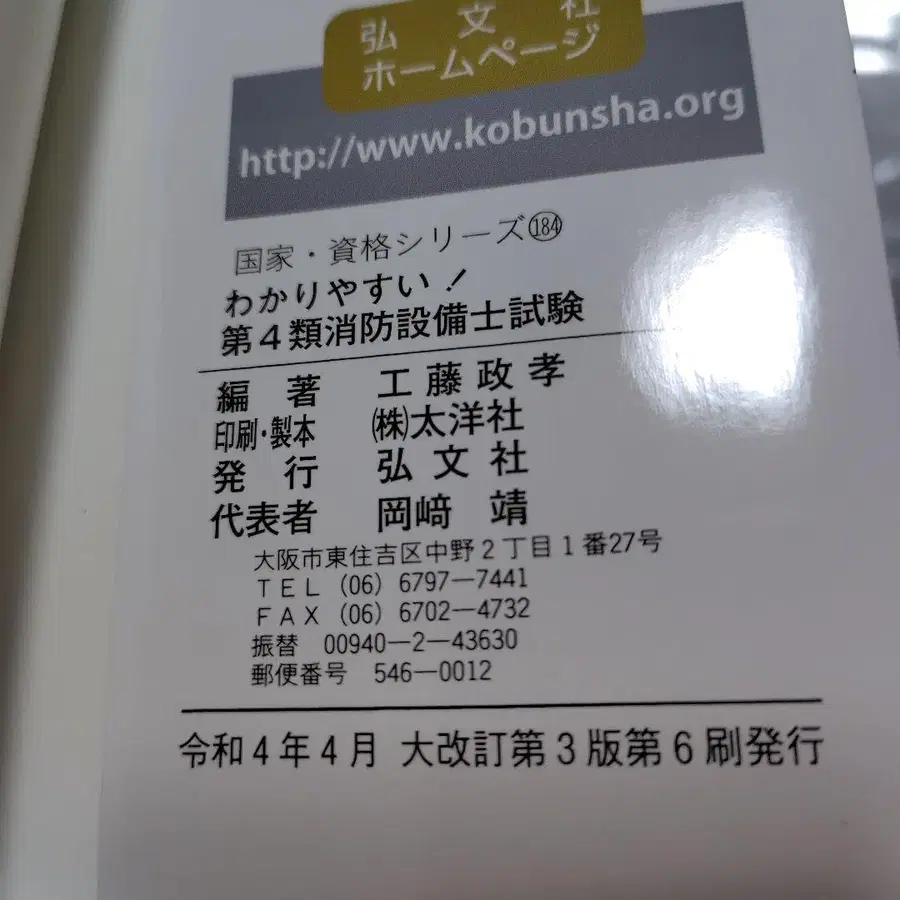 弘文社
ホームページ
http://www.kobunsha.org
国家・資格シリーズ184
わかりやすい!
第4類消防設備士試験
編著 工藤政孝
印刷・製本 ㈱太洋社
発行 弘文社
代表者 岡﨑 靖
大阪市東住吉区中野2丁目1番27号
TEL (06) 6797―7441
FAX (06) 6702―4732
振替 00940―2―43630
郵便番号 546―0012
令和4年4月 大改訂第3版第6刷発行